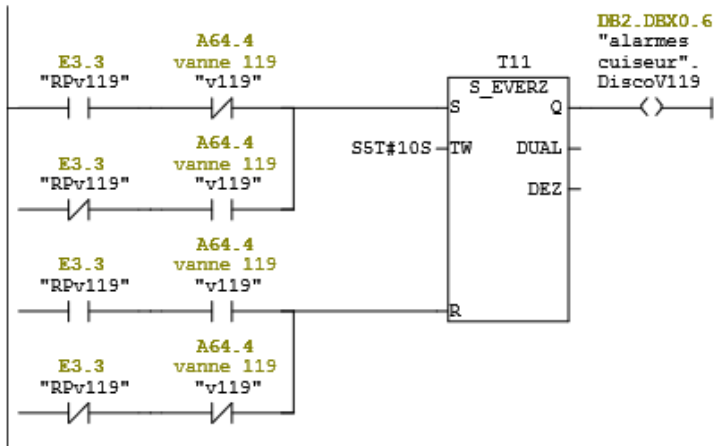 DB2.DBX0.6
"alarmes
cuiseur".
DiscoV119
A64.4
E3.3 vanne 119 T11
"RPv119" "v119" S_EVERZ
S Q
A64.4
E3.3 vanne 119 S5T#10S TW DUAL
"RPv119" "v119"
DEZ
A64.4
E3.3 vanne 119
"RPv119" "v119"
R
A64.4
E3.3 vanne 119
"RPv119" "v119"